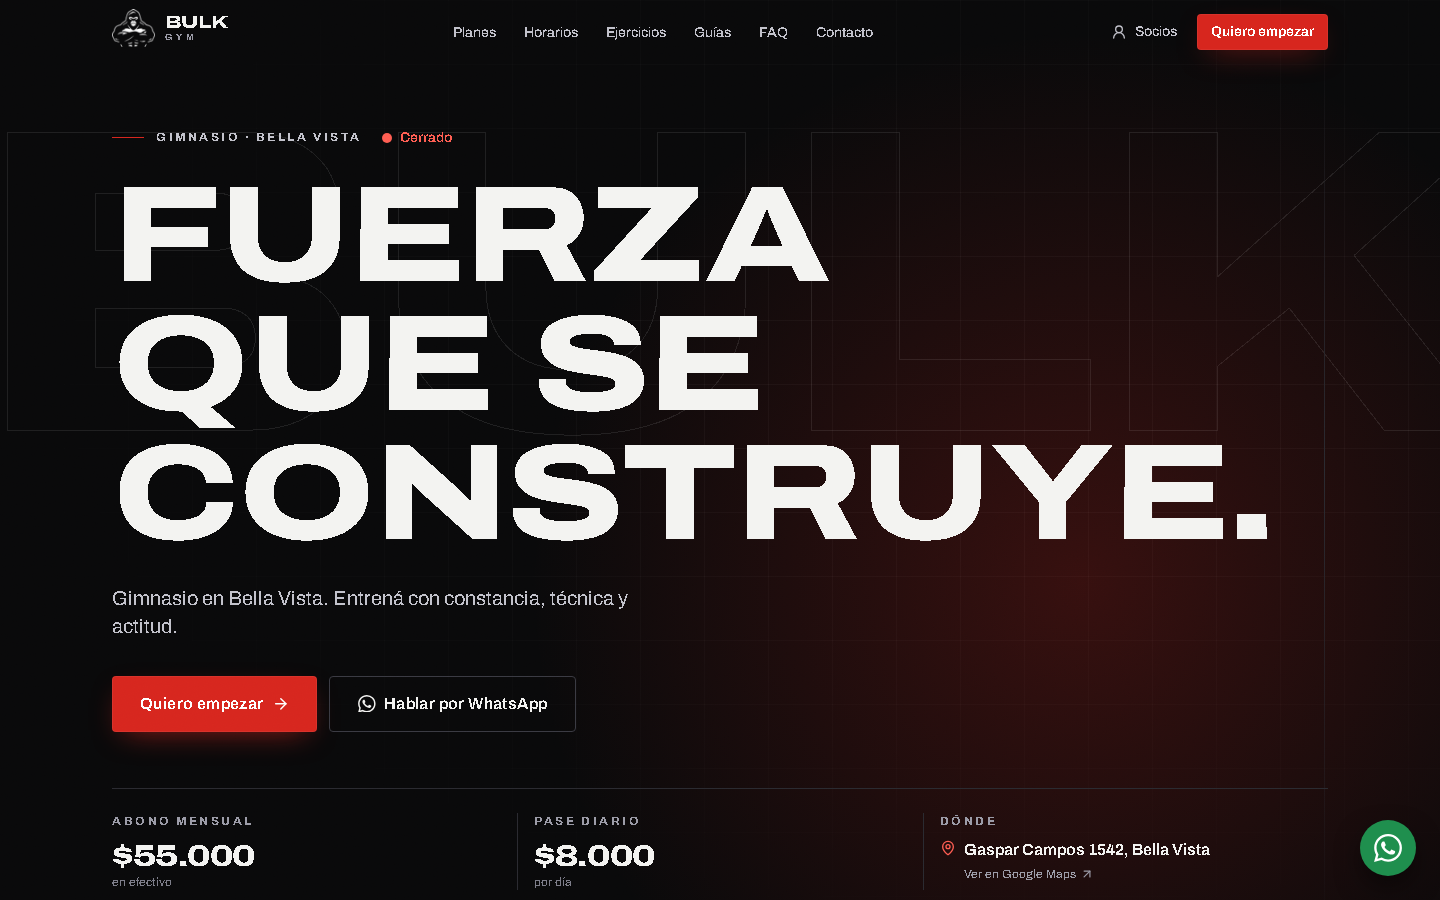 BULK
GYM
Planes
Horarios
Ejercicios
Guías
FAQ
Contacto
Socios
Quiero empezar
GIMNASIO · BELLA VISTA
Cerrado
BULK
FUERZA
QUE SE
CONSTRUYE.
Gimnasio en Bella Vista. Entrená con constancia, técnica y
actitud.
Quiero empezar
Hablar por WhatsApp
ABONO MENSUAL
$55.000
en efectivo
PASE DIARIO
$8.000
por día
DÓNDE
Gaspar Campos 1542, Bella Vista
Ver en Google Maps